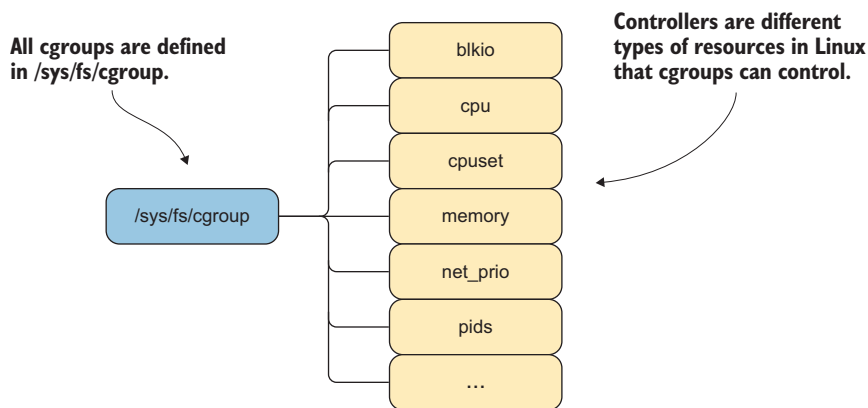 All cgroups are defined
in /sys/fs/cgroup.
Controllers are different
types of resources in Linux
that cgroups can control.
/sys/fs/cgroup
blkio
cpu
cpuset
memory
net_prio
pids
...